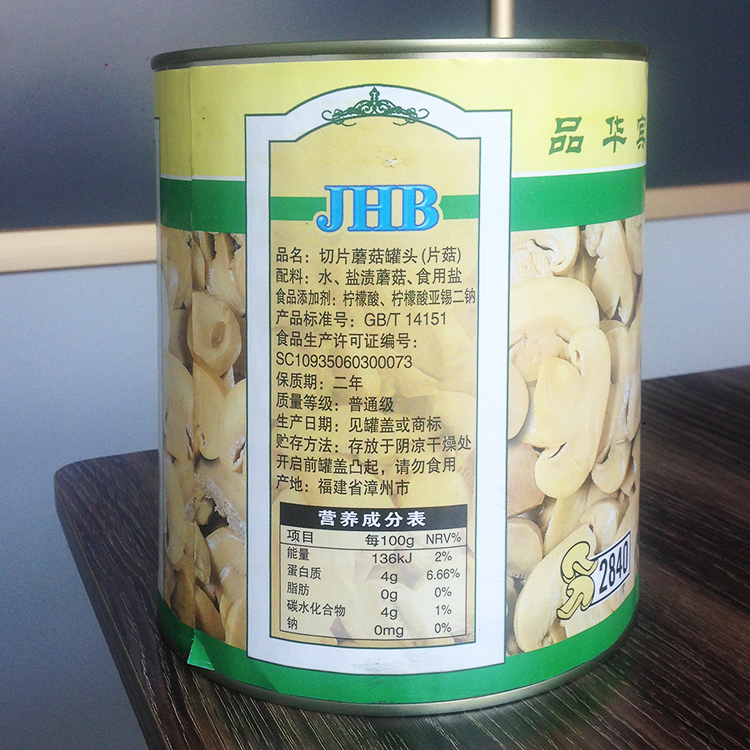 品华宾
JHB
品名：切片蘑菇罐头(片菇)
配料：水、盐渍蘑菇、食用盐
食品添加剂：柠檬酸、柠檬酸亚锡二钠
产品标准号：GB/T 14151
食品生产许可证编号：
SC10935060300073
保质期：二年
质量等级：普通级
生产日期：见罐盖或商标
贮存方法：存放于阴凉干燥处
开启前罐盖凸起，请勿食用
产地：福建省漳州市
营养成分表
项目 每100g NRV%
能量 136kJ 2%
蛋白质 4g 6.66%
脂肪 0g 0%
碳水化合物 4g 1%
钠 0mg 0%
2840